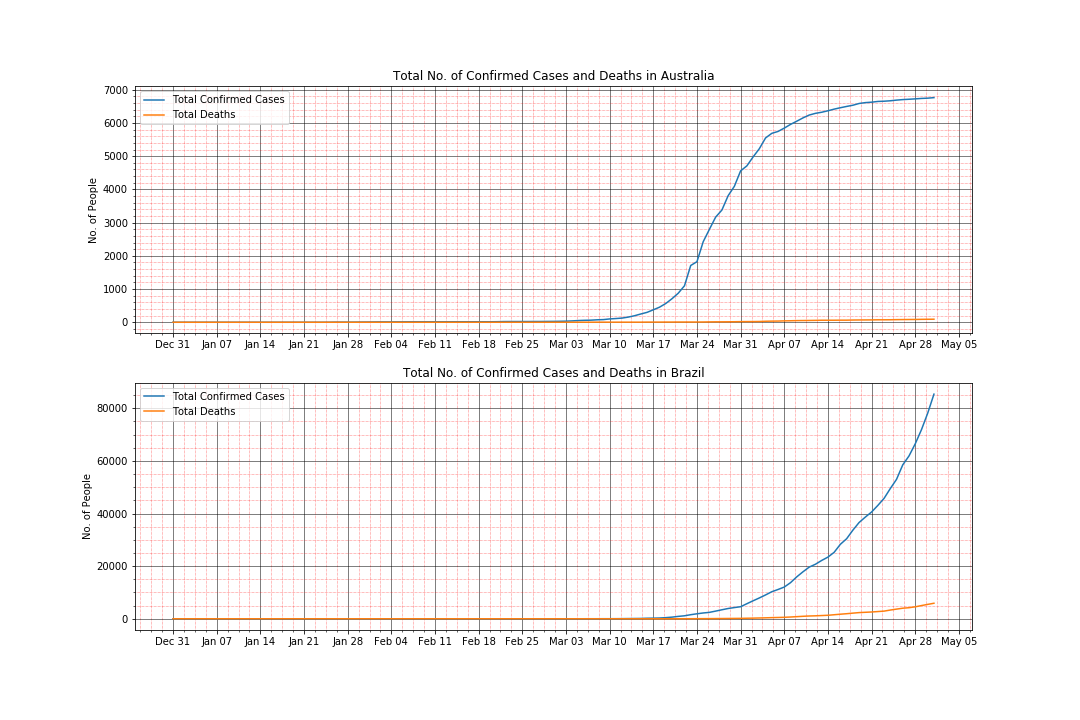 Total No. of Confirmed Cases and Deaths in Australia
7000
6000
5000
4000
3000
2000
1000
0
No. of People
Total Confirmed Cases
Total Deaths
Dec 31 Jan 07 Jan 14 Jan 21 Jan 28 Feb 04 Feb 11 Feb 18 Feb 25 Mar 03 Mar 10 Mar 17 Mar 24 Mar 31 Apr 07 Apr 14 Apr 21 Apr 28 May 05
Total No. of Confirmed Cases and Deaths in Brazil
80000
60000
40000
20000
0
No. of People
Total Confirmed Cases
Total Deaths
Dec 31 Jan 07 Jan 14 Jan 21 Jan 28 Feb 04 Feb 11 Feb 18 Feb 25 Mar 03 Mar 10 Mar 17 Mar 24 Mar 31 Apr 07 Apr 14 Apr 21 Apr 28 May 05